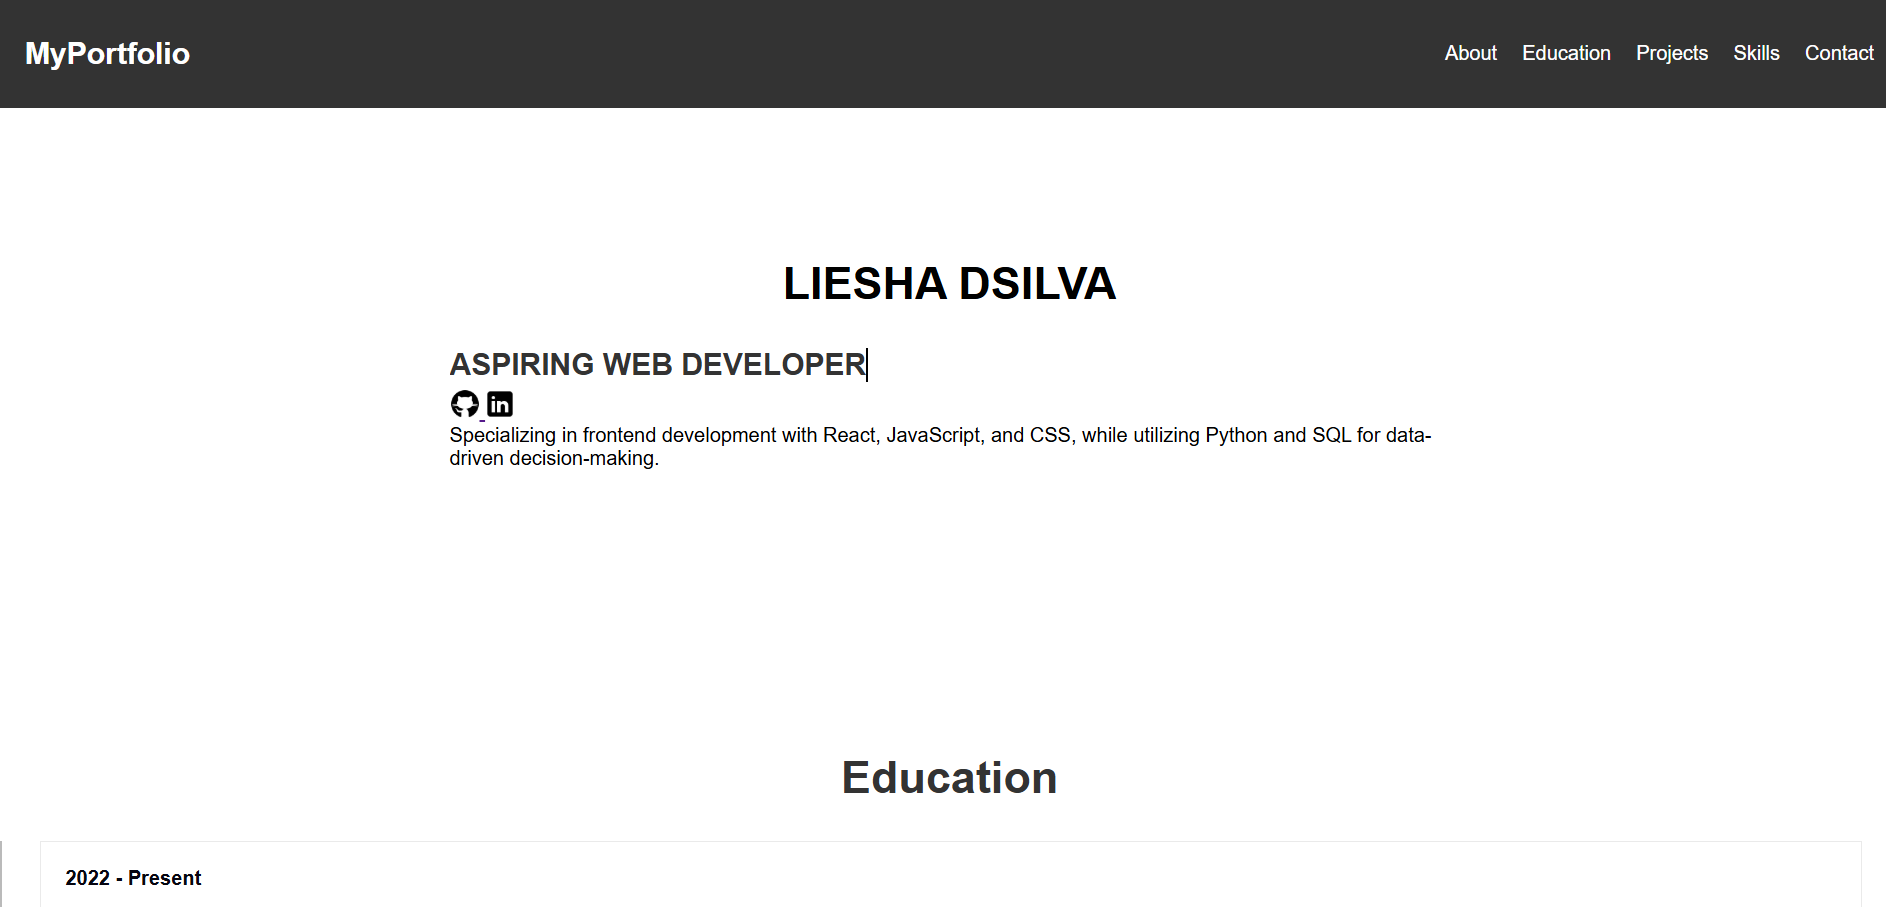 MyPortfolio
About Education Projects Skills Contact
LIESHA DSILVA
ASPIRING WEB DEVELOPER
in
Specializing in frontend development with React, JavaScript, and CSS, while utilizing Python and SQL for data-
driven decision-making.
Education
2022 - Present